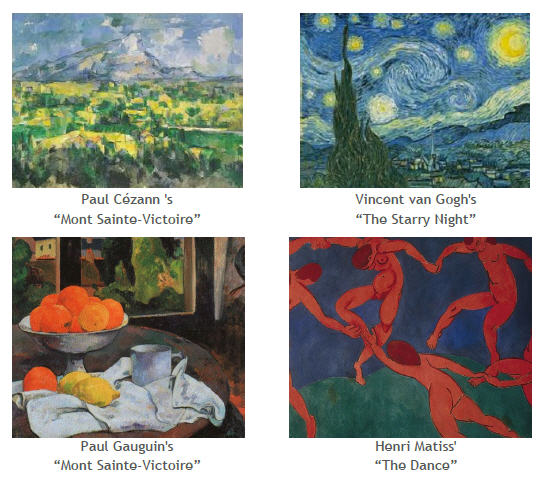 Paul Cézann 's
“Mont Sainte-Victoire”
Vincent van Gogh's
“The Starry Night”
Paul Gauguin's
“Mont Sainte-Victoire”
Henri Matiss'
“The Dance”